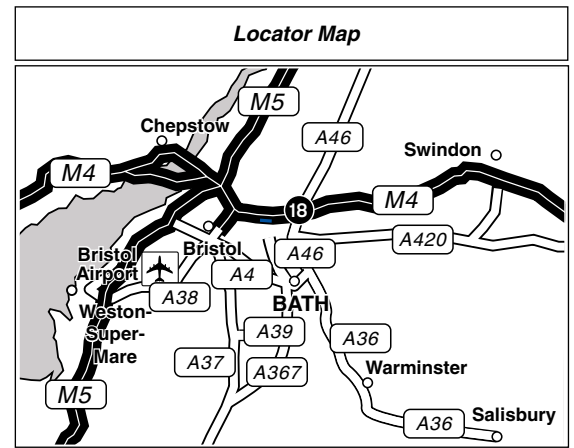 Locator Map
M5
Chepstow
A46
Swindon
M4
M4
18
Bristol
A46
A420
Bristol
Airport
A4
A38
BATH
Weston-
Super-
Mare
A39
A36
A37
A367
Warminster
M5
A36
Salisbury